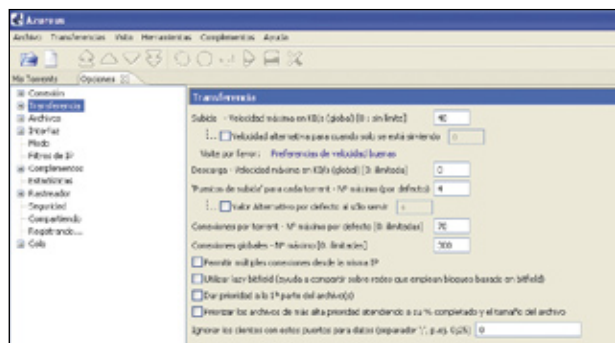 Azureus
Archivo Transferencias Vista Herramientas Complementos Ayuda
Mis Torrents Opciones
Conexión
Transferencia
Archivos
Interfaz
Modo
Filtros de IP
Complementos
Estadísticas
Rastreador
Seguridad
Compartiendo
Registrando...
Cola
Transferencia
Subida - Velocidad máxima en KB/s (global) [0: sin límite] 40
Velocidad alternativa para cuando solo se está sirviendo 0
Visite por favor: Preferencias de velocidad buenas
Descarga - Velocidad máxima en KB/s (global) [0: ilimitada] 0
'Puestos de subida' para cada torrent - Nº máximo (por defecto) 4
Valor Alternativo por defecto al sólo servir 4
Conexiones por torrent - Nº máximo por defecto [0: ilimitadas] 70
Conexiones globales - Nº máximo [0: ilimitadas] 300
Permitir múltiples conexiones desde la misma IP
Utilizar lazy bitfield (ayuda a compartir sobre redes que emplean bloqueo basado en bitfield)
Dar prioridad a la 1ª parte del archivo(s)
Priorizar los archivos de más alta prioridad atendiendo a su % completado y el tamaño del archivo
Ignorar los clientes con estos puertos para datos (separador ';', p.ej. 0;25) 0